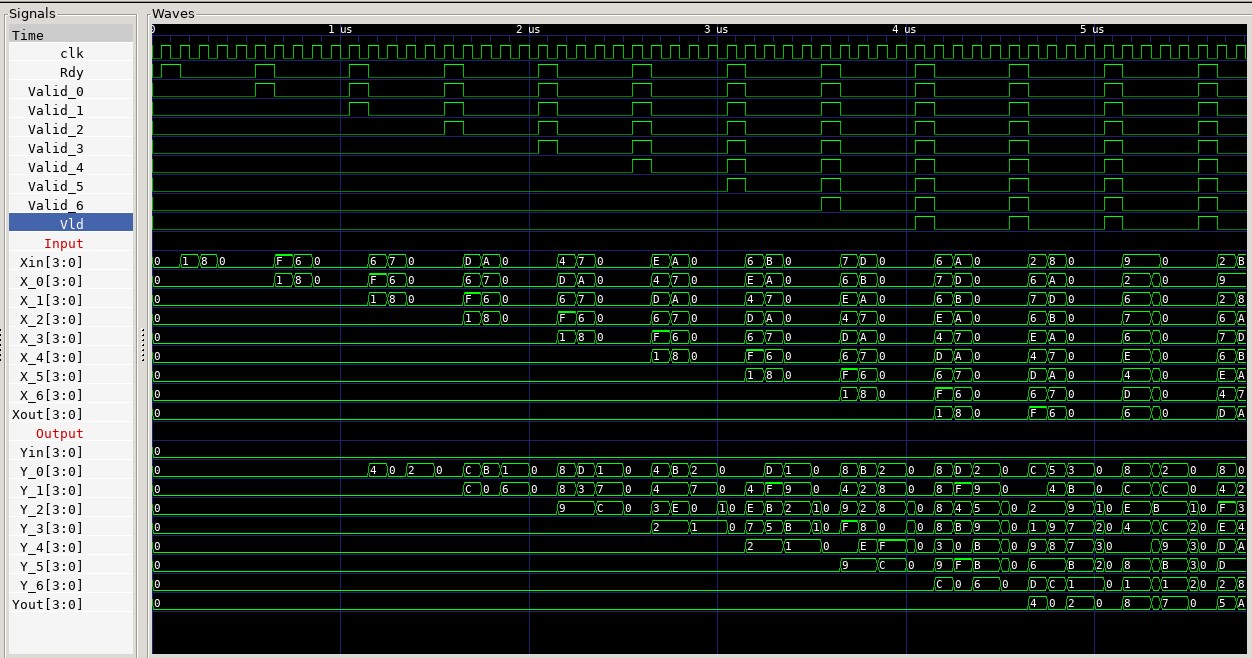 Signals
Waves
Time
0 1 us 2 us 3 us 4 us 5 us
clk
Rdy
Valid_0
Valid_1
Valid_2
Valid_3
Valid_4
Valid_5
Valid_6
Vld
Input
Xin[3:0] 0 1 8 0 F 6 0 6 7 0 D A 0 4 7 0 E A 0 6 B 0 7 D 0 6 A 0 2 8 0 9 0 2 B
X_0[3:0] 0 1 8 0 F 6 0 6 7 0 D A 0 4 7 0 E A 0 6 B 0 7 D 0 6 A 0 2 0 9
X_1[3:0] 0 1 8 0 F 6 0 6 7 0 D A 0 4 7 0 E A 0 6 B 0 7 D 0 6 0 2 8
X_2[3:0] 0 1 8 0 F 6 0 6 7 0 D A 0 4 7 0 E A 0 6 B 0 7 0 6 A
X_3[3:0] 0 1 8 0 F 6 0 6 7 0 D A 0 4 7 0 E A 0 6 0 7 D
X_4[3:0] 0 1 8 0 F 6 0 6 7 0 D A 0 4 7 0 E 0 6 B
X_5[3:0] 0 1 8 0 F 6 0 6 7 0 D A 0 4 0 E A
X_6[3:0] 0 1 8 0 F 6 0 6 7 0 D 0 4 7
Xout[3:0] 0 1 8 0 F 6 0 6 0 D A
Output
Yin[3:0] 0
Y_0[3:0] 0 4 0 2 0 C B 1 0 8 D 1 0 4 B 2 0 D 1 0 8 B 2 0 8 D 2 0 C 5 3 0 8 2 0 8 0
Y_1[3:0] 0 C 0 6 0 8 3 7 0 4 7 0 4 F 9 0 4 2 8 0 8 F 9 0 4 B 0 C C 0 4 2
Y_2[3:0] 0 9 C 0 3 E 0 1 0 E B 2 1 0 9 2 8 0 8 4 5 0 2 9 1 0 E B 1 0 F 3
Y_3[3:0] 0 2 1 0 7 5 B 1 0 F 8 0 0 8 B 9 0 1 9 7 2 0 4 C 2 0 E 4
Y_4[3:0] 0 2 1 0 E F 0 3 0 B 0 9 8 7 3 0 9 3 0 D A
Y_5[3:0] 0 9 C 0 9 F B 0 6 B 2 0 8 B 3 0 D
Y_6[3:0] 0 C 0 6 0 D C 1 0 1 1 2 0 2 8
Yout[3:0] 0 4 0 2 0 8 7 0 5 A